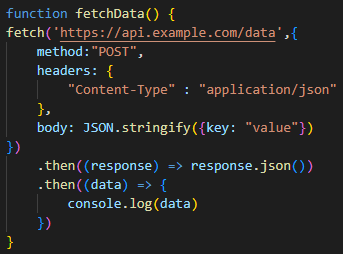 function fetchData() {
fetch('https://api.example.com/data',{
    method:"POST",
    headers: {
        "Content-Type" : "application/json"
    },
    body: JSON.stringify({key: "value"})
})
    .then((response) => response.json())
    .then((data) => {
        console.log(data)
    })
}